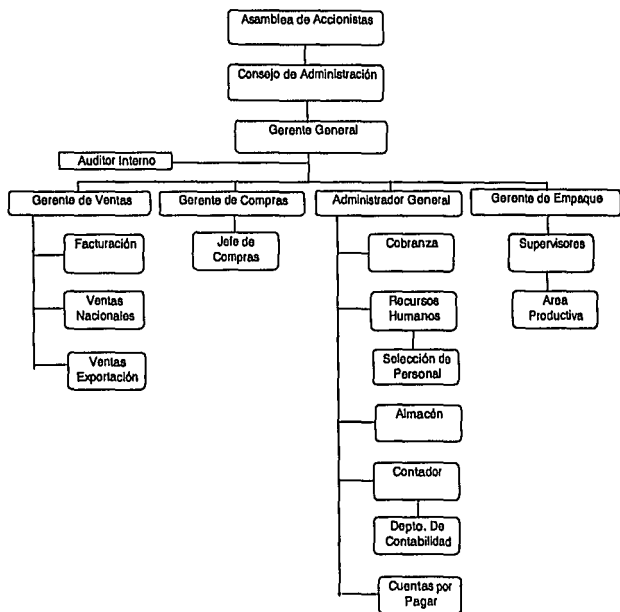 Asamblea de Accionistas
Consejo de Administración
Gerente General
Auditor Interno
Gerente de Ventas
Gerente de Compras
Administrador General
Gerente de Empaque
Facturación
Jefe de
Compras
Cobranza
Supervisores
Ventas
Nacionales
Recursos
Humanos
Area
Productiva
Ventas
Exportación
Selección de
Personal
Almacén
Contador
Depto. De
Contabilidad
Cuentas por
Pagar